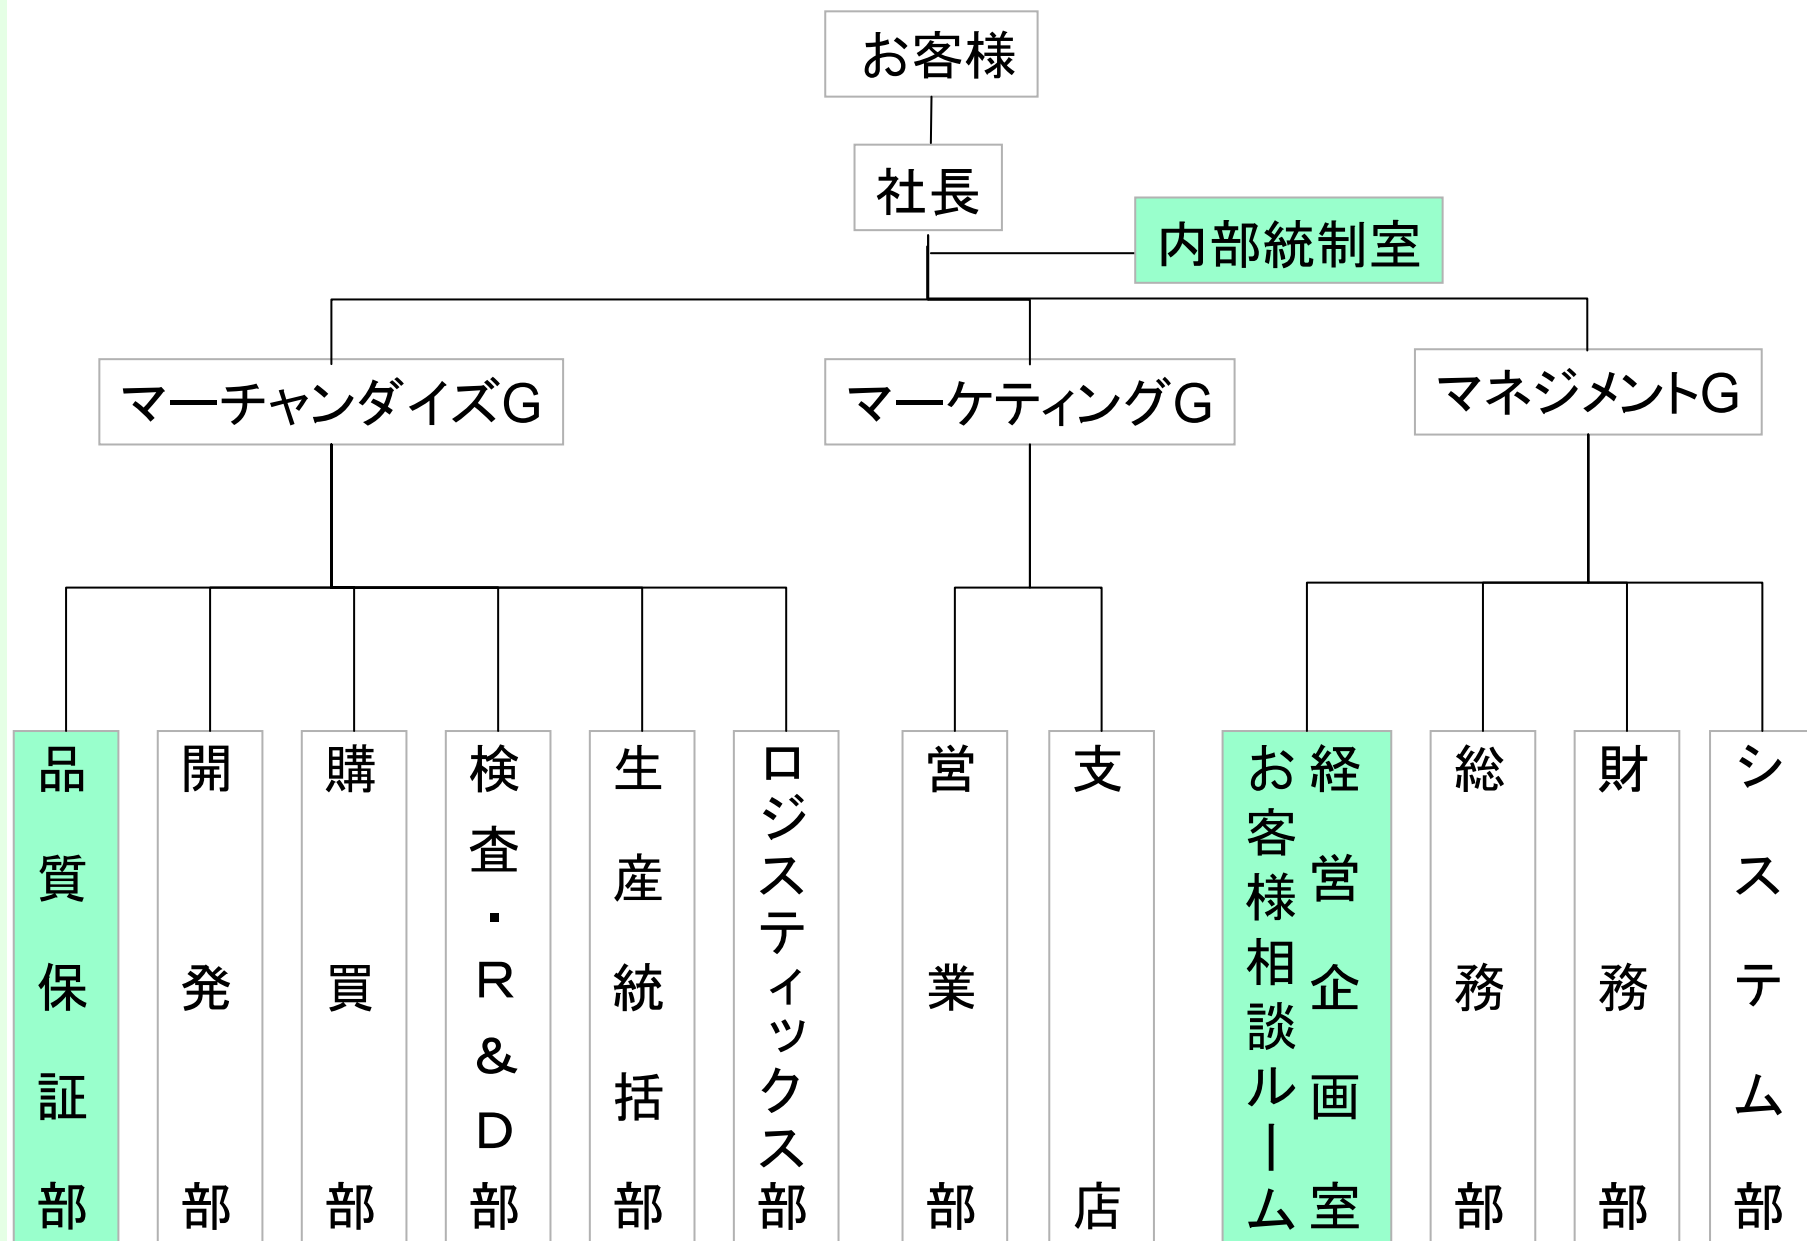 お客様
社長
内部統制室
マーチャンダイズG
マーケティングG
マネジメントG
品質保証部
開発部
購買部
検査・R&D部
生産統括部
ロジスティックス部
営業部
支店
経営企画室
お客様相談ルーム
総務部
財務部
システム部